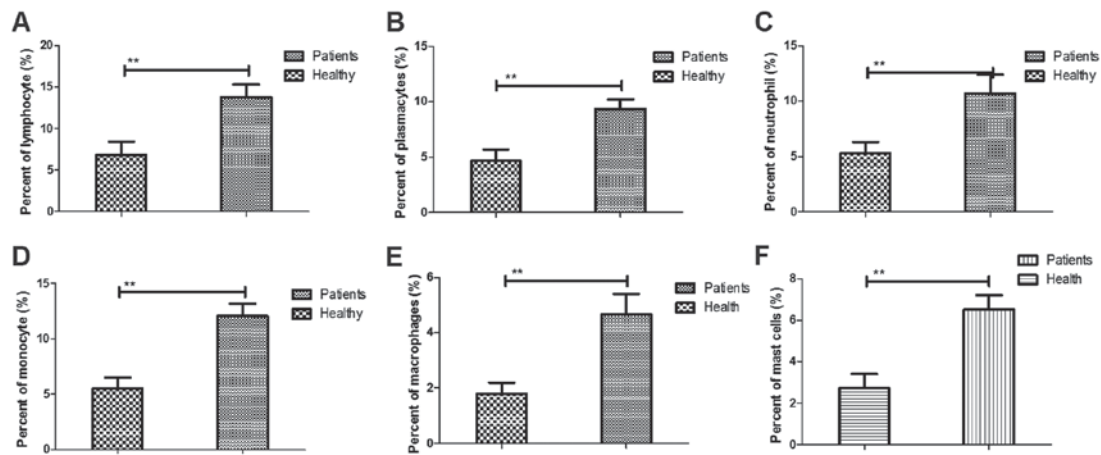 A
Percent of lymphocyte (%)
20
15
10
5
0
**
Patients
Healthy
B
Percent of plasmacytes (%)
15
10
5
0
**
Patients
Healthy
C
Percent of neutrophil (%)
15
10
5
0
**
Patients
Healthy
D
Percent of monocyte (%)
15
10
5
0
**
Patients
Healthy
E
Percent of macrophages (%)
6
4
2
0
**
Patients
Health
F
Percent of mast cells (%)
8
6
4
2
0
**
Patients
Health